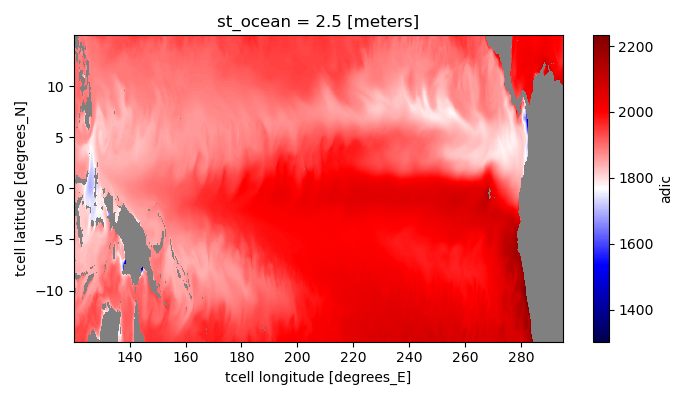 st_ocean = 2.5 [meters]
tcell latitude [degrees_N]
10
5
0
−5
−10
140 160 180 200 220 240 260 280
tcell longitude [degrees_E]
2200
2000
1800
1600
1400
adic